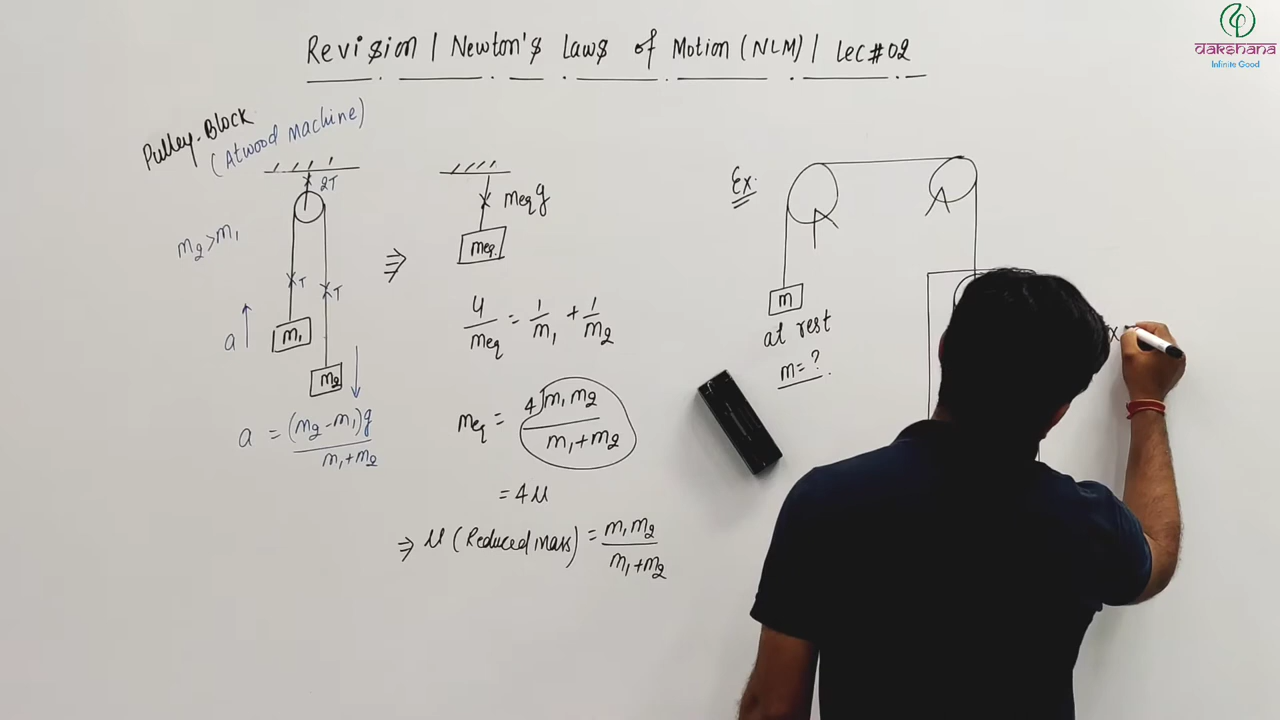 Revision | Newton's Laws of Motion (NLM) | Lec#02
dakshana
Infinite Good
Pulley-Block
(Atwood Machine)
2T
m₂>m₁
T
T
a
m₁
m₂
a = (m₂-m₁)g / m₁+m₂
meq g
meq.
4/meq = 1/m₁ + 1/m₂
meq = 4 m₁m₂ / m₁+m₂
= 4μ
⇒ μ (Reduced mass) = m₁m₂ / m₁+m₂
Ex.
m
at rest
m=?